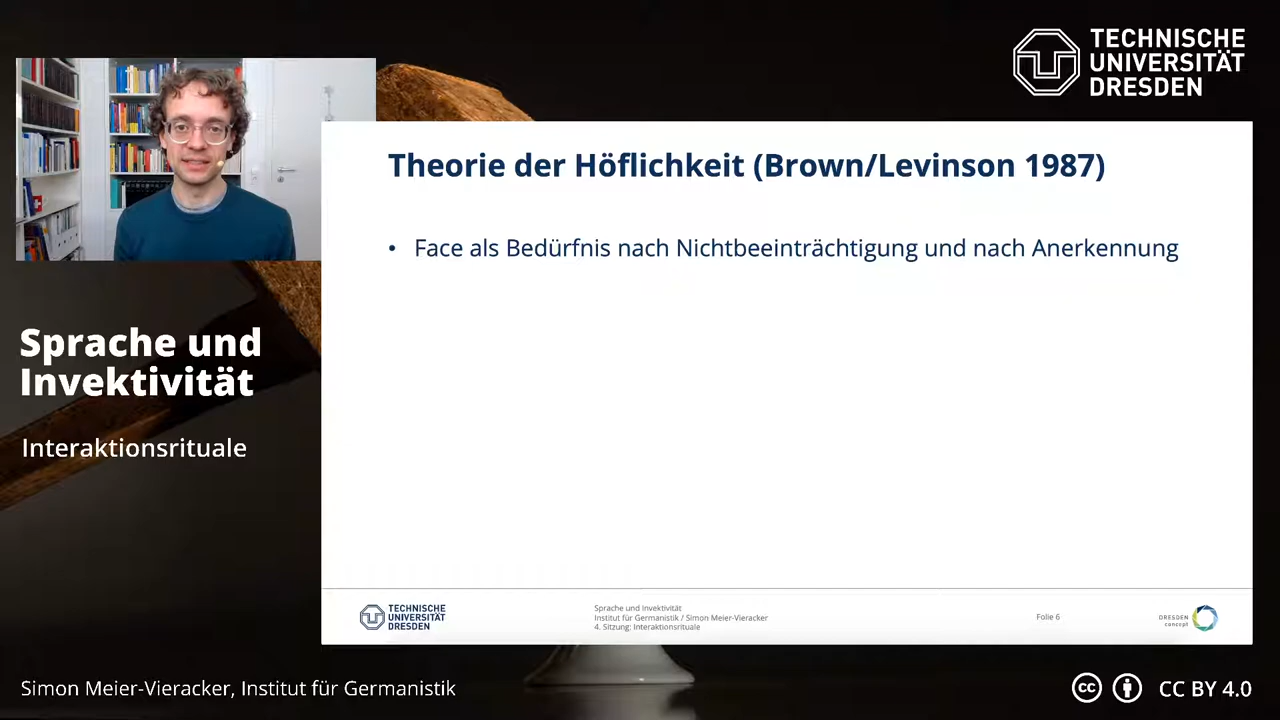 TECHNISCHE
UNIVERSITÄT
DRESDEN
Theorie der Höflichkeit (Brown/Levinson 1987)
• Face als Bedürfnis nach Nichtbeeinträchtigung und nach Anerkennung
Sprache und
Invektivität
Interaktionsrituale
TECHNISCHE
UNIVERSITÄT
DRESDEN
Sprache und Invektivität
Institut für Germanistik / Simon Meier-Vieracker
4. Sitzung: Interaktionsrituale
Folie 6
DRESDEN
concept
Simon Meier-Vieracker, Institut für Germanistik
cc
CC BY 4.0